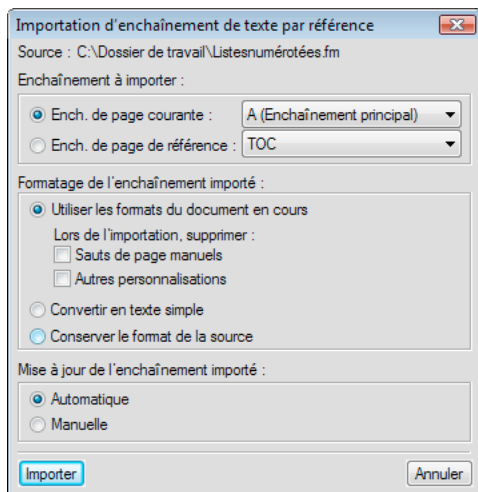 Importation d'enchaînement de texte par référence
Source : C:\Dossier de travail\Listesnumérotées.fm
Enchaînement à importer :
Ench. de page courante : A (Enchaînement principal)
Ench. de page de référence : TOC
Formatage de l'enchaînement importé :
Utiliser les formats du document en cours
Lors de l'importation, supprimer :
Sauts de page manuels
Autres personnalisations
Convertir en texte simple
Conserver le format de la source
Mise à jour de l'enchaînement importé :
Automatique
Manuelle
Importer Annuler